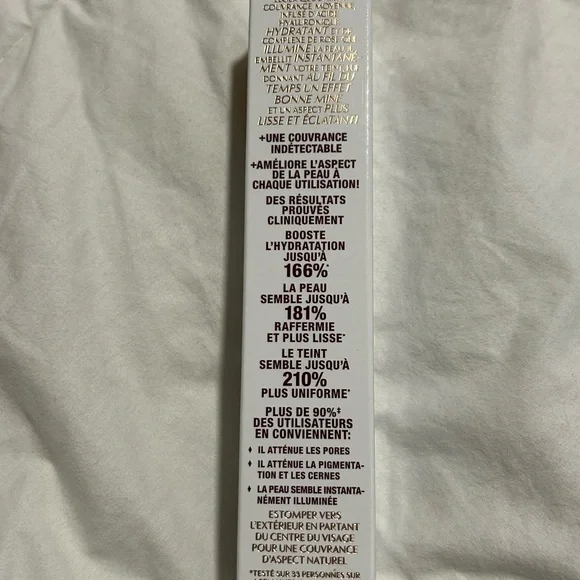 COUVRANCE MOYENNE,
INFUSÉ D'ACIDE
HYALURONIQUE
HYDRATANT ET DE
COMPLEXE DE ROSE QUI
ILLUMINE LA PEAU ET
EMBELLIT INSTANTANÉ-
MENT VOTRE TEINT, LUI
DONNANT AU FIL DU
TEMPS UN EFFET
BONNE MINE
ET UN ASPECT PLUS
LISSE ET ÉCLATANT!
+UNE COUVRANCE
INDÉTECTABLE
+AMÉLIORE L'ASPECT
DE LA PEAU À
CHAQUE UTILISATION!
DES RÉSULTATS
PROUVÉS
CLINIQUEMENT
BOOSTE
L'HYDRATATION
JUSQU'À
166%*
LA PEAU
SEMBLE JUSQU'À
181%
RAFFERMIE
ET PLUS LISSE*
LE TEINT
SEMBLE JUSQU'À
210%
PLUS UNIFORME*
PLUS DE 90%‡
DES UTILISATEURS
EN CONVIENNENT:
♦ IL ATTÉNUE LES PORES
♦ IL ATTÉNUE LA PIGMENTA-
TION ET LES CERNES
♦ LA PEAU SEMBLE INSTANTA-
NÉMENT ILLUMINÉE
ESTOMPER VERS
L'EXTÉRIEUR EN PARTANT
DU CENTRE DU VISAGE
POUR UNE COUVRANCE
D'ASPECT NATUREL
*TESTÉ SUR 33 PERSONNES SUR